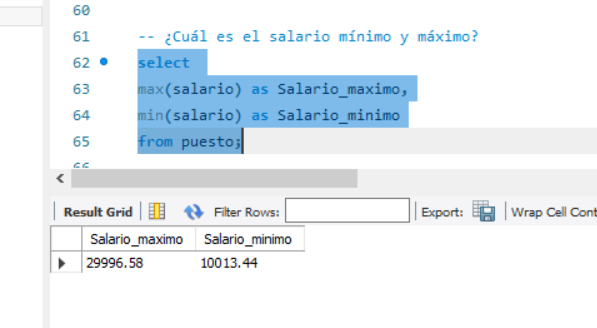 60
61 -- ¿Cuál es el salario mínimo y máximo?
62 select
63 max(salario) as Salario_maximo,
64 min(salario) as Salario_minimo
65 from puesto;
66
Result Grid Filter Rows: Export: Wrap Cell Cont
Salario_maximo Salario_minimo
29996.58 10013.44